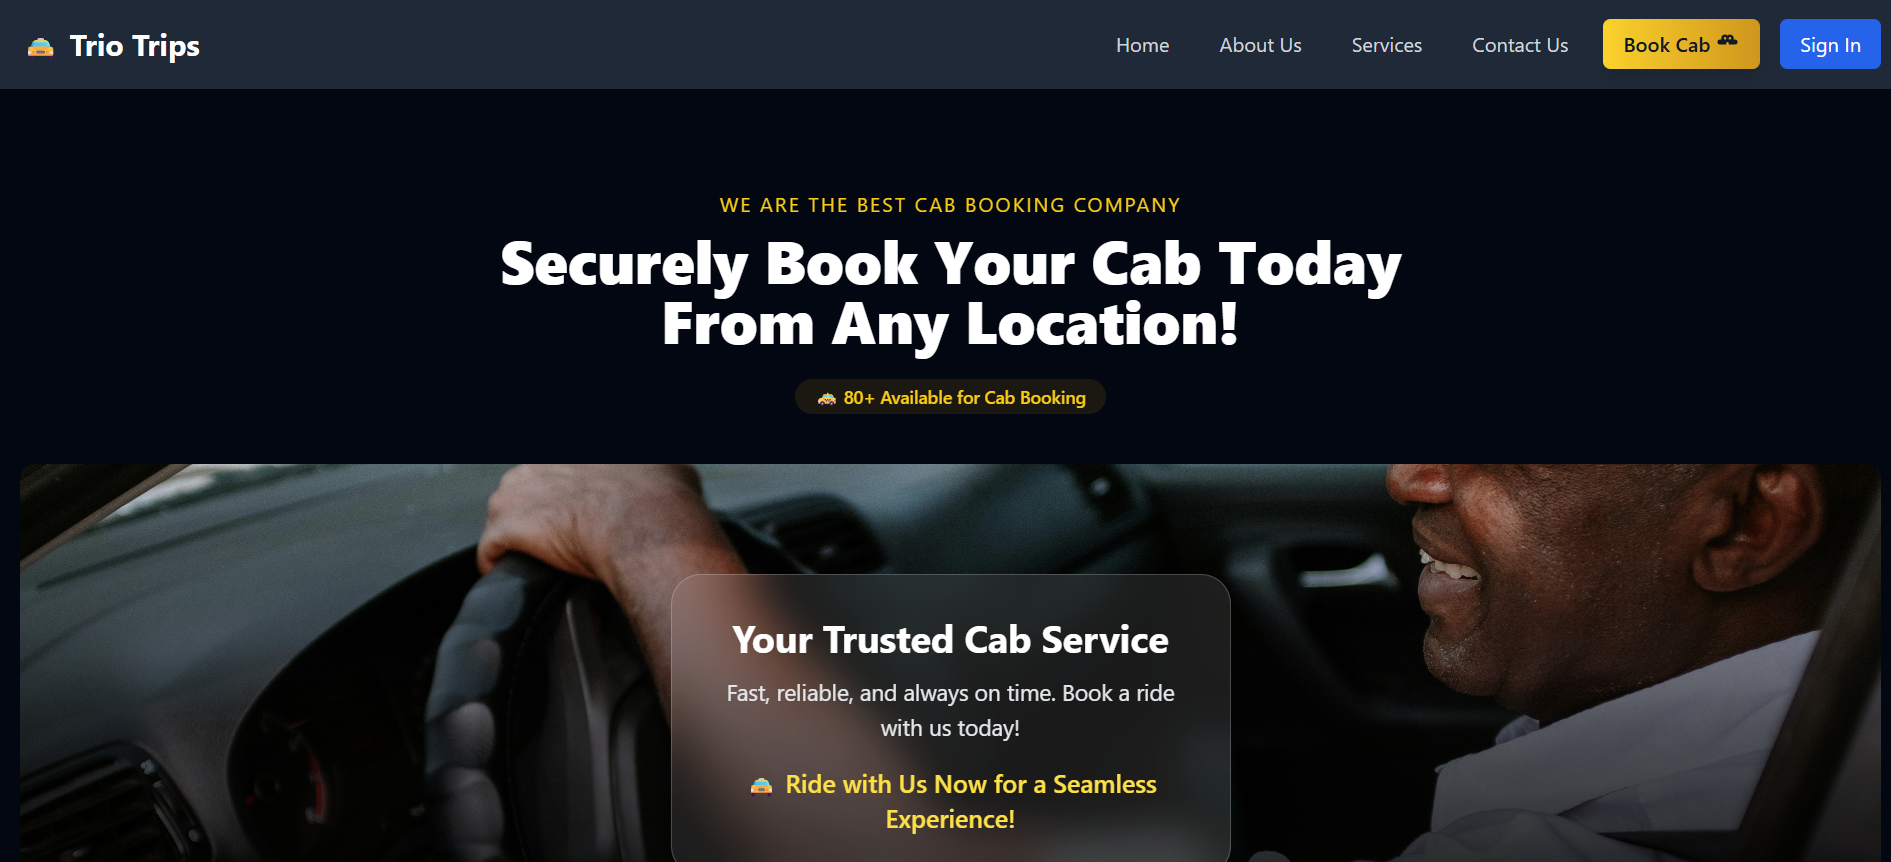 Trio Trips
Home
About Us
Services
Contact Us
Book Cab
Sign In
WE ARE THE BEST CAB BOOKING COMPANY
Securely Book Your Cab Today
From Any Location!
80+ Available for Cab Booking
Your Trusted Cab Service
Fast, reliable, and always on time. Book a ride
with us today!
Ride with Us Now for a Seamless
Experience!